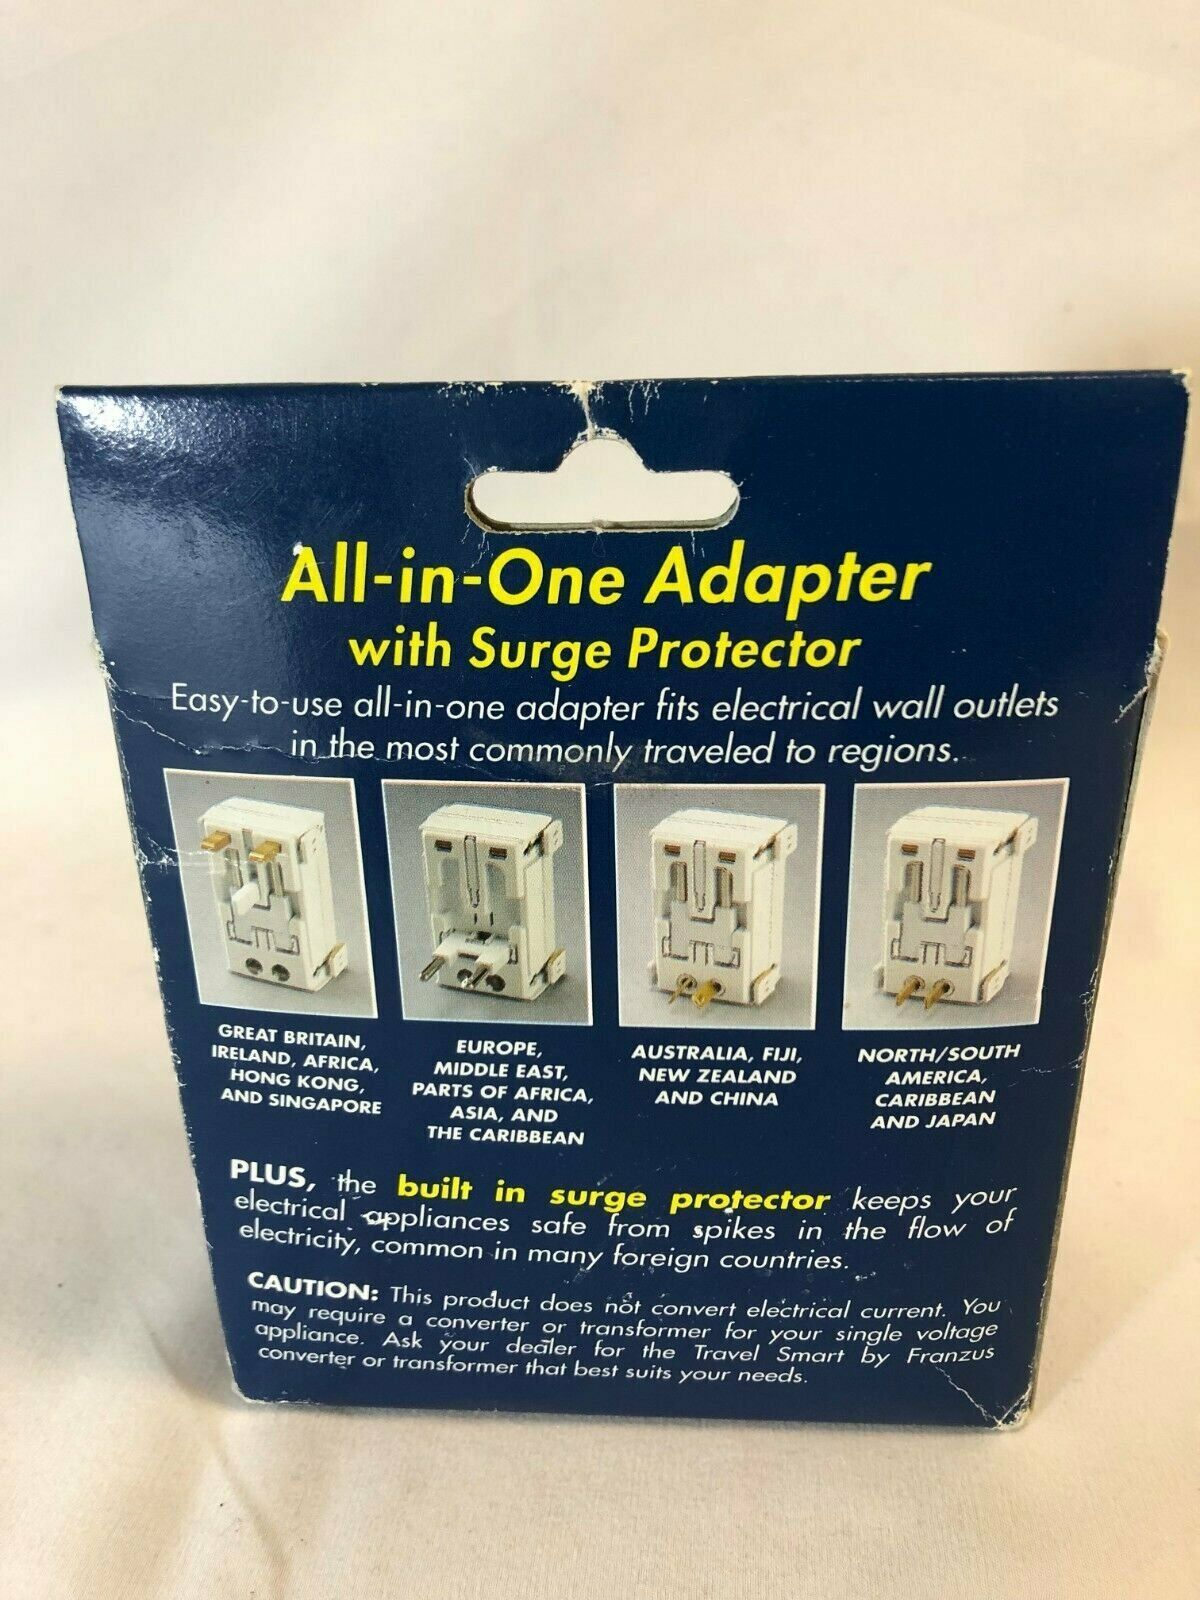 All-in-One Adapter
with Surge Protector
Easy-to-use all-in-one adapter fits electrical wall outlets
in the most commonly traveled to regions.
GREAT BRITAIN,
IRELAND, AFRICA,
HONG KONG,
AND SINGAPORE
EUROPE,
MIDDLE EAST,
PARTS OF AFRICA,
ASIA, AND
THE CARIBBEAN
AUSTRALIA, FIJI,
NEW ZEALAND
AND CHINA
NORTH/SOUTH
AMERICA,
CARIBBEAN
AND JAPAN
PLUS, the built in surge protector keeps your
electrical appliances safe from spikes in the flow of
electricity, common in many foreign countries.
CAUTION: This product does not convert electrical current. You
may require a converter or transformer for your single voltage
appliance. Ask your dealer for the Travel Smart by Franzus
converter or transformer that best suits your needs.